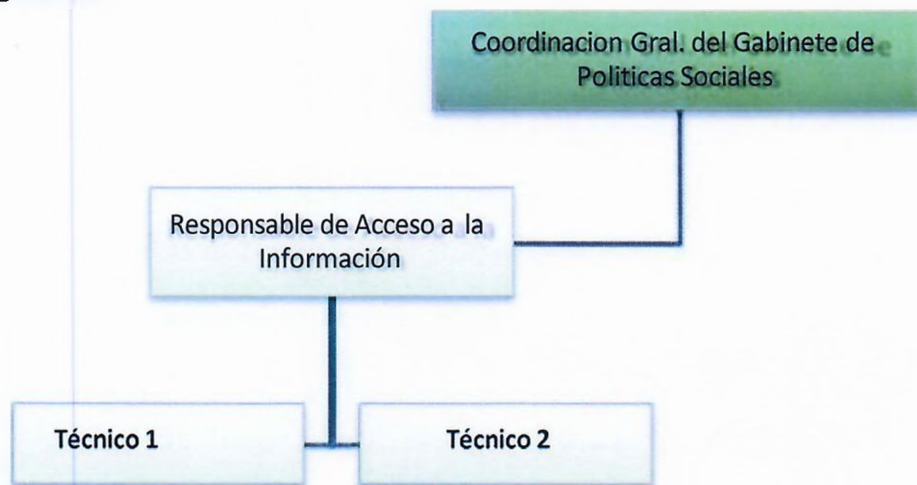 Coordinacion Gral. del Gabinete de
Politicas Sociales
Responsable de Acceso a la
Información
Técnico 1
Técnico 2